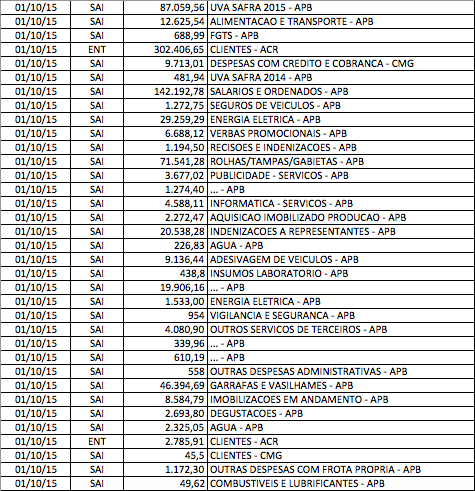 01/10/15 SAI 87.059,56 UVA SAFRA 2015 - APB
01/10/15 SAI 12.625,54 ALIMENTACAO E TRANSPORTE - APB
01/10/15 SAI 688,99 FGTS - APB
01/10/15 ENT 302.406,65 CLIENTES - ACR
01/10/15 SAI 9.713,01 DESPESAS COM CREDITO E COBRANCA - CMG
01/10/15 SAI 481,94 UVA SAFRA 2014 - APB
01/10/15 SAI 142.192,78 SALARIOS E ORDENADOS - APB
01/10/15 SAI 1.272,75 SEGUROS DE VEICULOS - APB
01/10/15 SAI 29.259,29 ENERGIA ELETRICA - APB
01/10/15 SAI 6.688,12 VERBAS PROMOCIONAIS - APB
01/10/15 SAI 1.194,50 RECISOES E INDENIZACOES - APB
01/10/15 SAI 71.541,28 ROLHAS/TAMPAS/GABIETAS - APB
01/10/15 SAI 3.677,02 PUBLICIDADE - SERVICOS - APB
01/10/15 SAI 1.274,40 ... - APB
01/10/15 SAI 4.588,11 INFORMATICA - SERVICOS - APB
01/10/15 SAI 2.272,47 AQUISICAO IMOBILIZADO PRODUCAO - APB
01/10/15 SAI 20.538,28 INDENIZACOES A REPRESENTANTES - APB
01/10/15 SAI 226,83 AGUA - APB
01/10/15 SAI 9.136,44 ADESIVAGEM DE VEICULOS - APB
01/10/15 SAI 438,8 INSUMOS LABORATORIO - APB
01/10/15 SAI 19.906,16 ... - APB
01/10/15 SAI 1.533,00 ENERGIA ELETRICA - APB
01/10/15 SAI 954 VIGILANCIA E SEGURANCA - APB
01/10/15 SAI 4.080,90 OUTROS SERVICOS DE TERCEIROS - APB
01/10/15 SAI 339,96 ... - APB
01/10/15 SAI 610,19 ... - APB
01/10/15 SAI 558 OUTRAS DESPESAS ADMINISTRATIVAS - APB
01/10/15 SAI 46.394,69 GARRAFAS E VASILHAMES - APB
01/10/15 SAI 8.584,79 IMOBILIZACOES EM ANDAMENTO - APB
01/10/15 SAI 2.693,80 DEGUSTACOES - APB
01/10/15 SAI 2.325,05 AGUA - APB
01/10/15 ENT 2.785,91 CLIENTES - ACR
01/10/15 SAI 45,5 CLIENTES - CMG
01/10/15 SAI 1.172,30 OUTRAS DESPESAS COM FROTA PROPRIA - APB
01/10/15 SAI 49,62 COMBUSTIVEIS E LUBRIFICANTES - APB